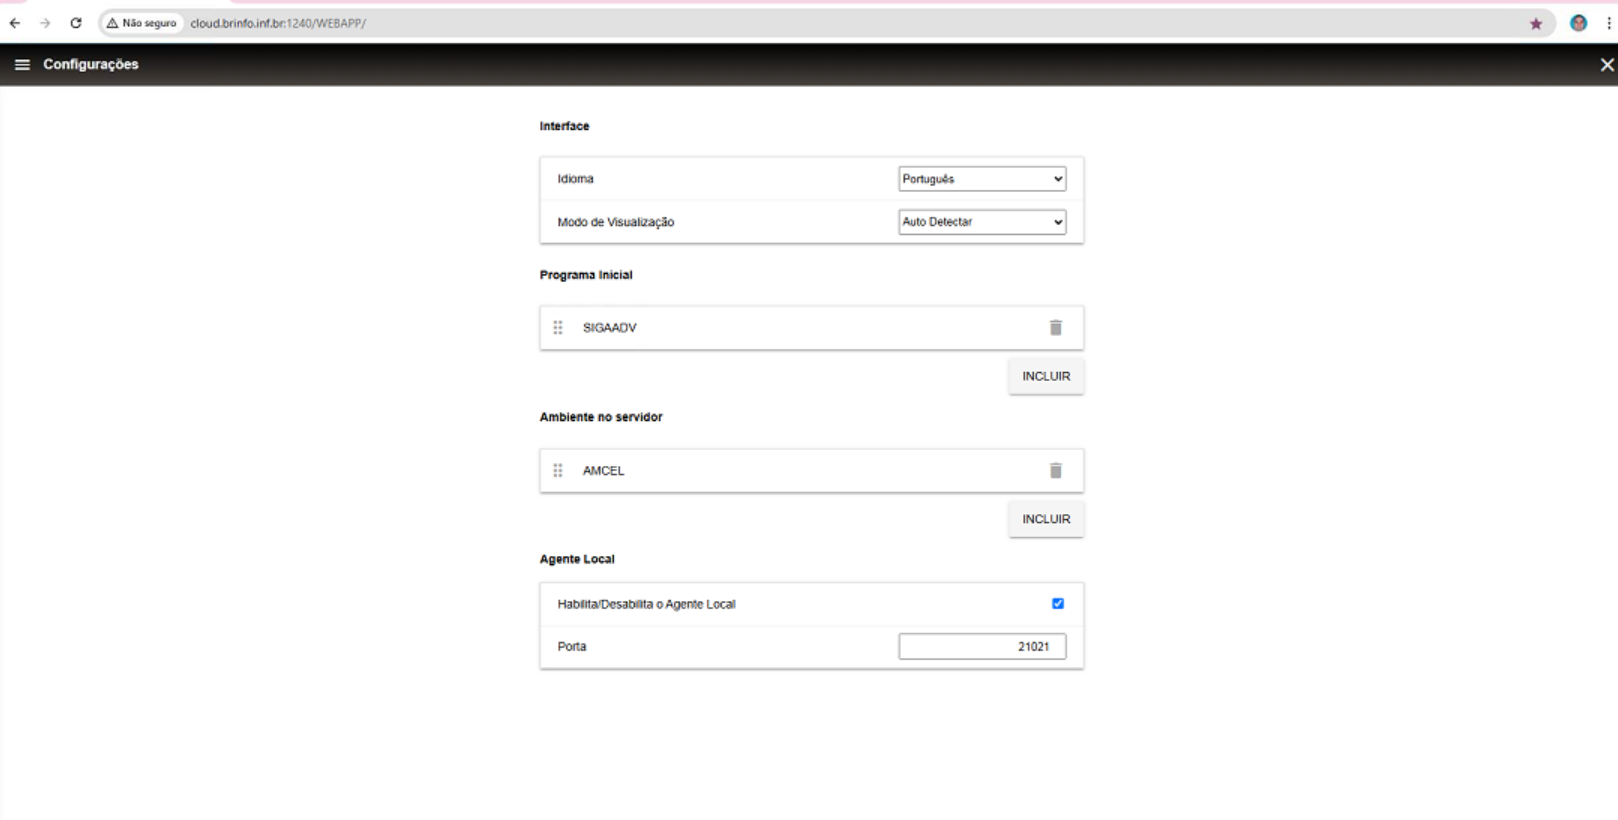 Não seguro cloud.brinfo.inf.br:1240/WEBAPP/
Configurações
Interface
Idioma Português
Modo de Visualização Auto Detectar
Programa Inicial
SIGAADV
INCLUIR
Ambiente no servidor
AMCEL
INCLUIR
Agente Local
Habilita/Desabilita o Agente Local
Porta 21021